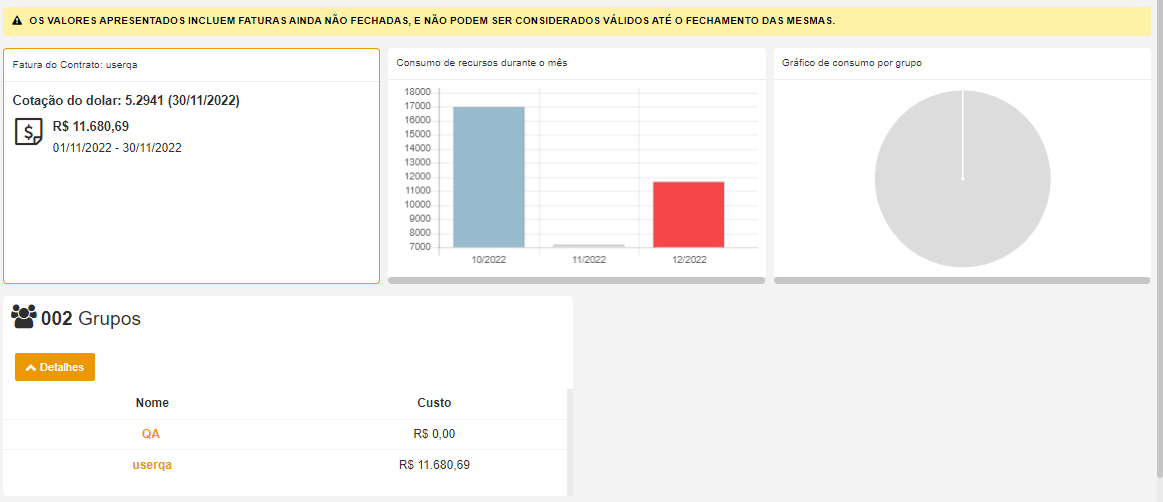 OS VALORES APRESENTADOS INCLUEM FATURAS AINDA NÃO FECHADAS, E NÃO PODEM SER CONSIDERADOS VÁLIDOS ATÉ O FECHAMENTO DAS MESMAS.
Fatura do Contrato: userqa
Cotação do dolar: 5.2941 (30/11/2022)
R$ 11.680,69
01/11/2022 - 30/11/2022
Consumo de recursos durante o mês
18000
17000
16000
15000
14000
13000
12000
11000
10000
9000
8000
7000
10/2022 11/2022 12/2022
Gráfico de consumo por grupo
002 Grupos
Detalhes
Nome Custo
QA R$ 0,00
userqa R$ 11.680,69